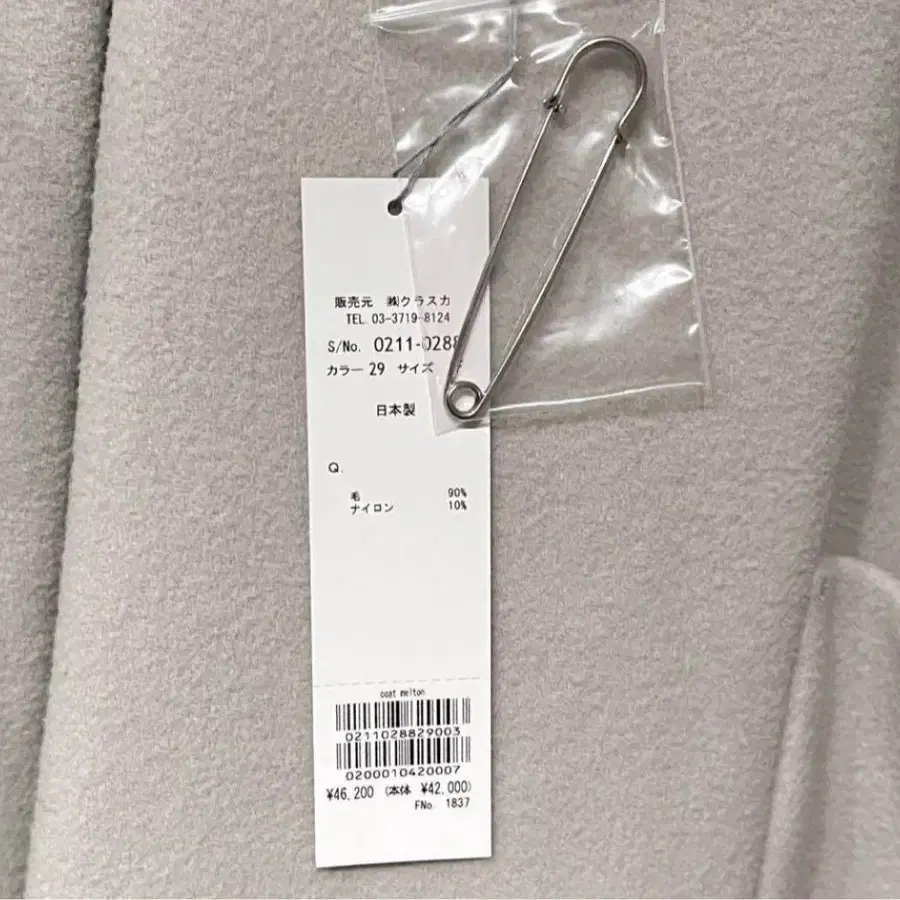 販売元 ㈱クラスカ
TEL 03-3719-8124
S/No. 0211-0288
カラー 29 サイズ
日本製
Q.
毛 90%
ナイロン 10%
coat melton
0211028829003
0200010420007
¥46,200 (本体 ¥42,000)
FNo. 1837